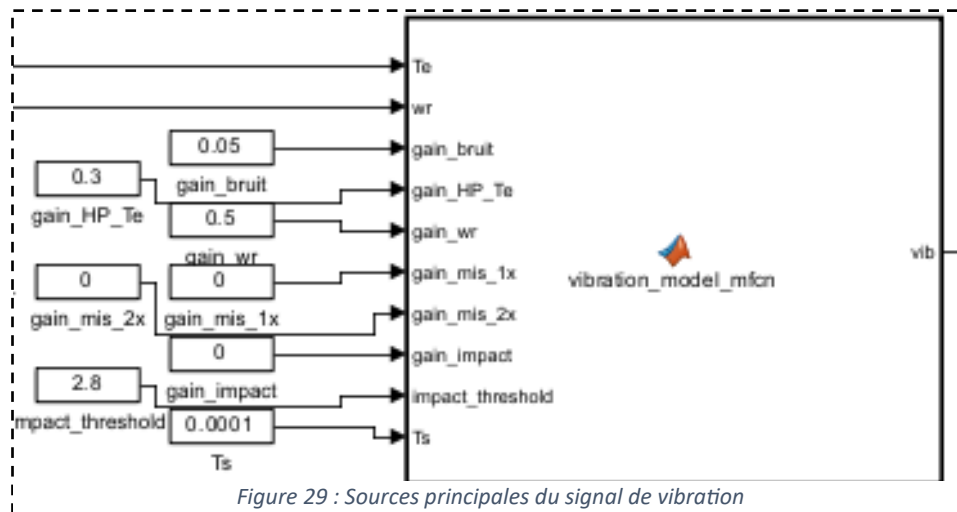 Te
wr
0.05
gain_bruit
gain_bruit
0.3
gain_HP_Te
gain_HP_Te
0.5
gain_wr
gain_wr
0
gain_mis_2x
0
gain_mis_1x
gain_mis_1x
gain_mis_2x
0
gain_impact
gain_impact
2.8
mpact_threshold
impact_threshold
0.0001
Ts
Ts
vibration_model_mfcn
vib
Figure 29 : Sources principales du signal de vibration